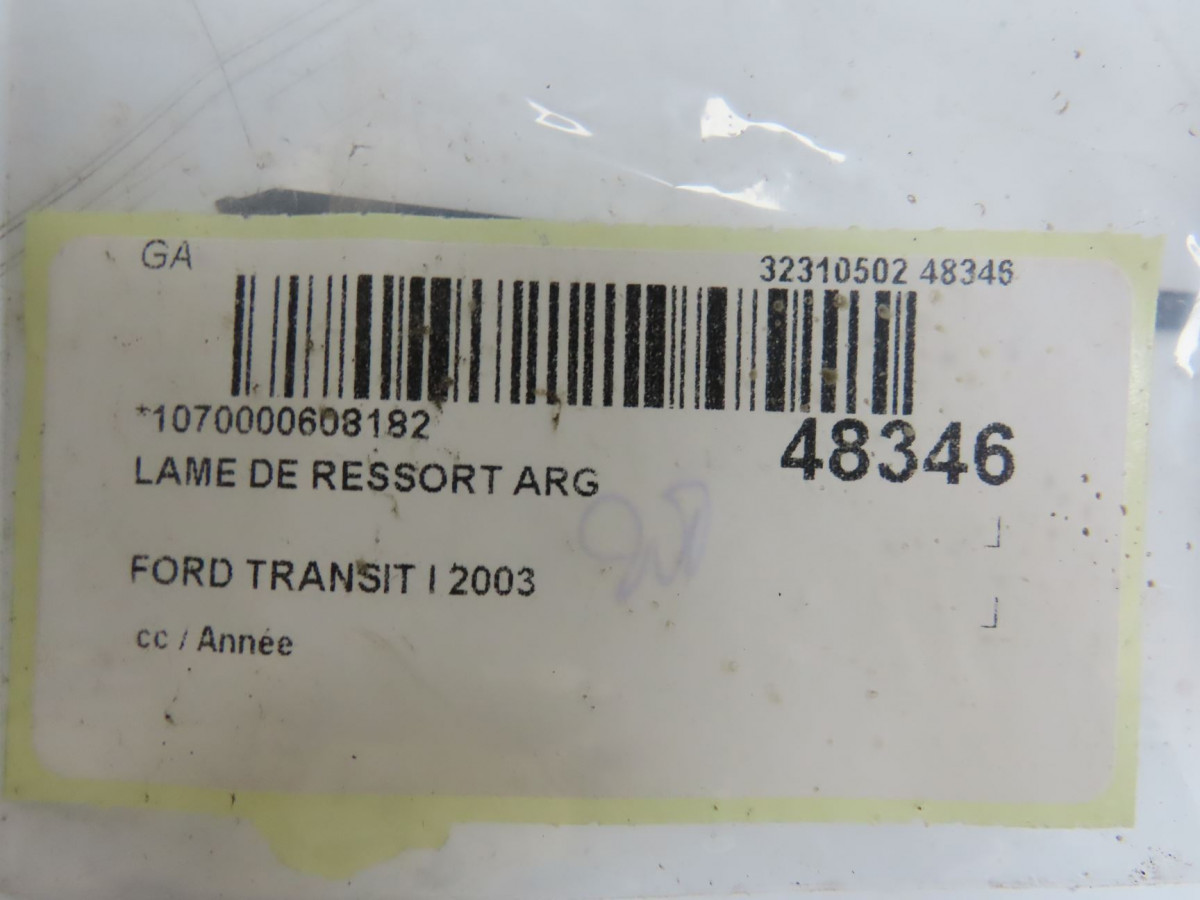 GA
32310502 48346
*1070000608182
48346
LAME DE RESSORT ARG
FORD TRANSIT I 2003
cc / Année